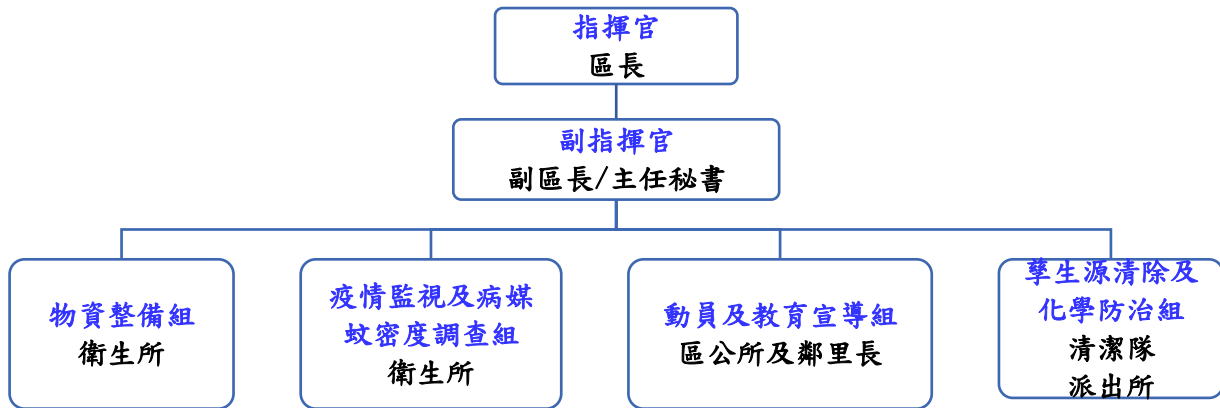 指揮官
區長
副指揮官
副區長/主任秘書
物資整備組
衛生所
疫情監視及病媒
蚊密度調查組
衛生所
動員及教育宣導組
區公所及鄰里長
孳生源清除及
化學防治組
清潔隊
派出所